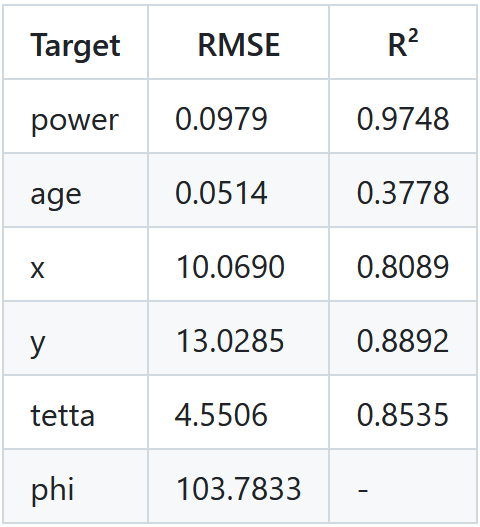 Target RMSE R²
power 0.0979 0.9748
age 0.0514 0.3778
x 10.0690 0.8089
y 13.0285 0.8892
tetta 4.5506 0.8535
phi 103.7833 -